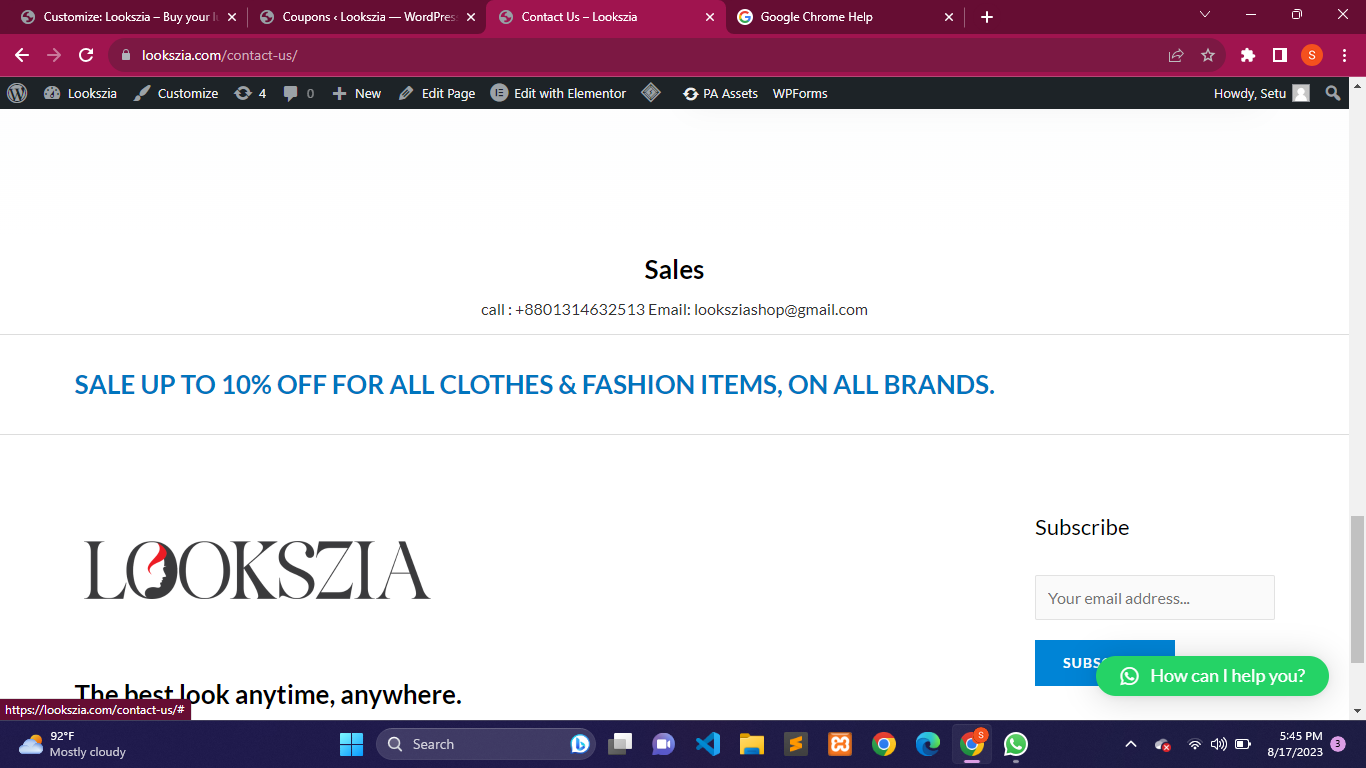 Customize: Lookszia – Buy your l
Coupons ‹ Lookszia — WordPress
Contact Us – Lookszia
Google Chrome Help
lookszia.com/contact-us/
S
Lookszia
Customize
4
0
New
Edit Page
Edit with Elementor
PA Assets
WPForms
Howdy, Setu
Sales
call : +8801314632513 Email: looksziashop@gmail.com
SALE UP TO 10% OFF FOR ALL CLOTHES & FASHION ITEMS, ON ALL BRANDS.
LOOKSZIA
Subscribe
Your email address...
SUBS
How can I help you?
The best look anytime, anywhere.
https://lookszia.com/contact-us/#
92°F
Mostly cloudy
Search
S
5:45 PM
8/17/2023
3